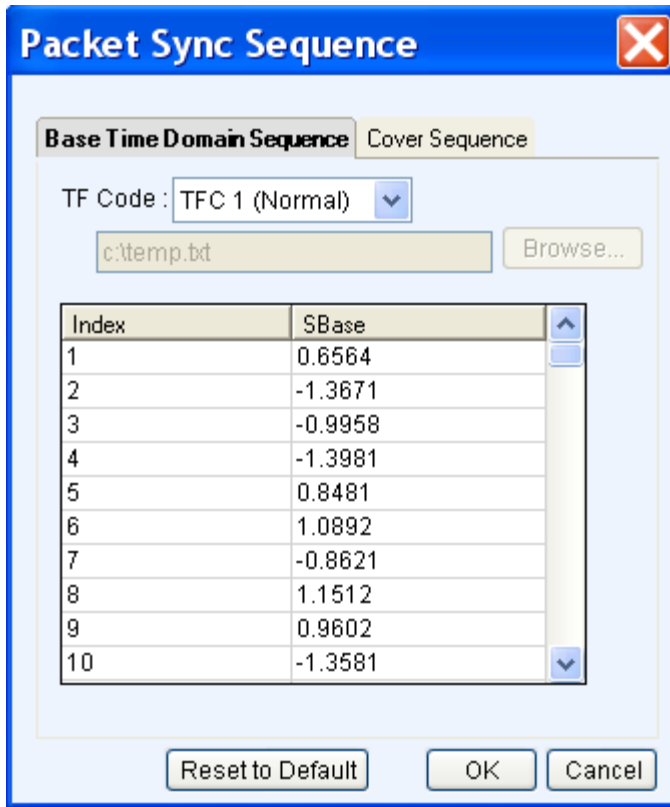 Packet Sync Sequence
Base Time Domain Sequence Cover Sequence
TF Code : TFC 1 (Normal)
c:\temp.txt Browse...
Index SBase
1 0.6564
2 -1.3671
3 -0.9958
4 -1.3981
5 0.8481
6 1.0892
7 -0.8621
8 1.1512
9 0.9602
10 -1.3581
Reset to Default OK Cancel